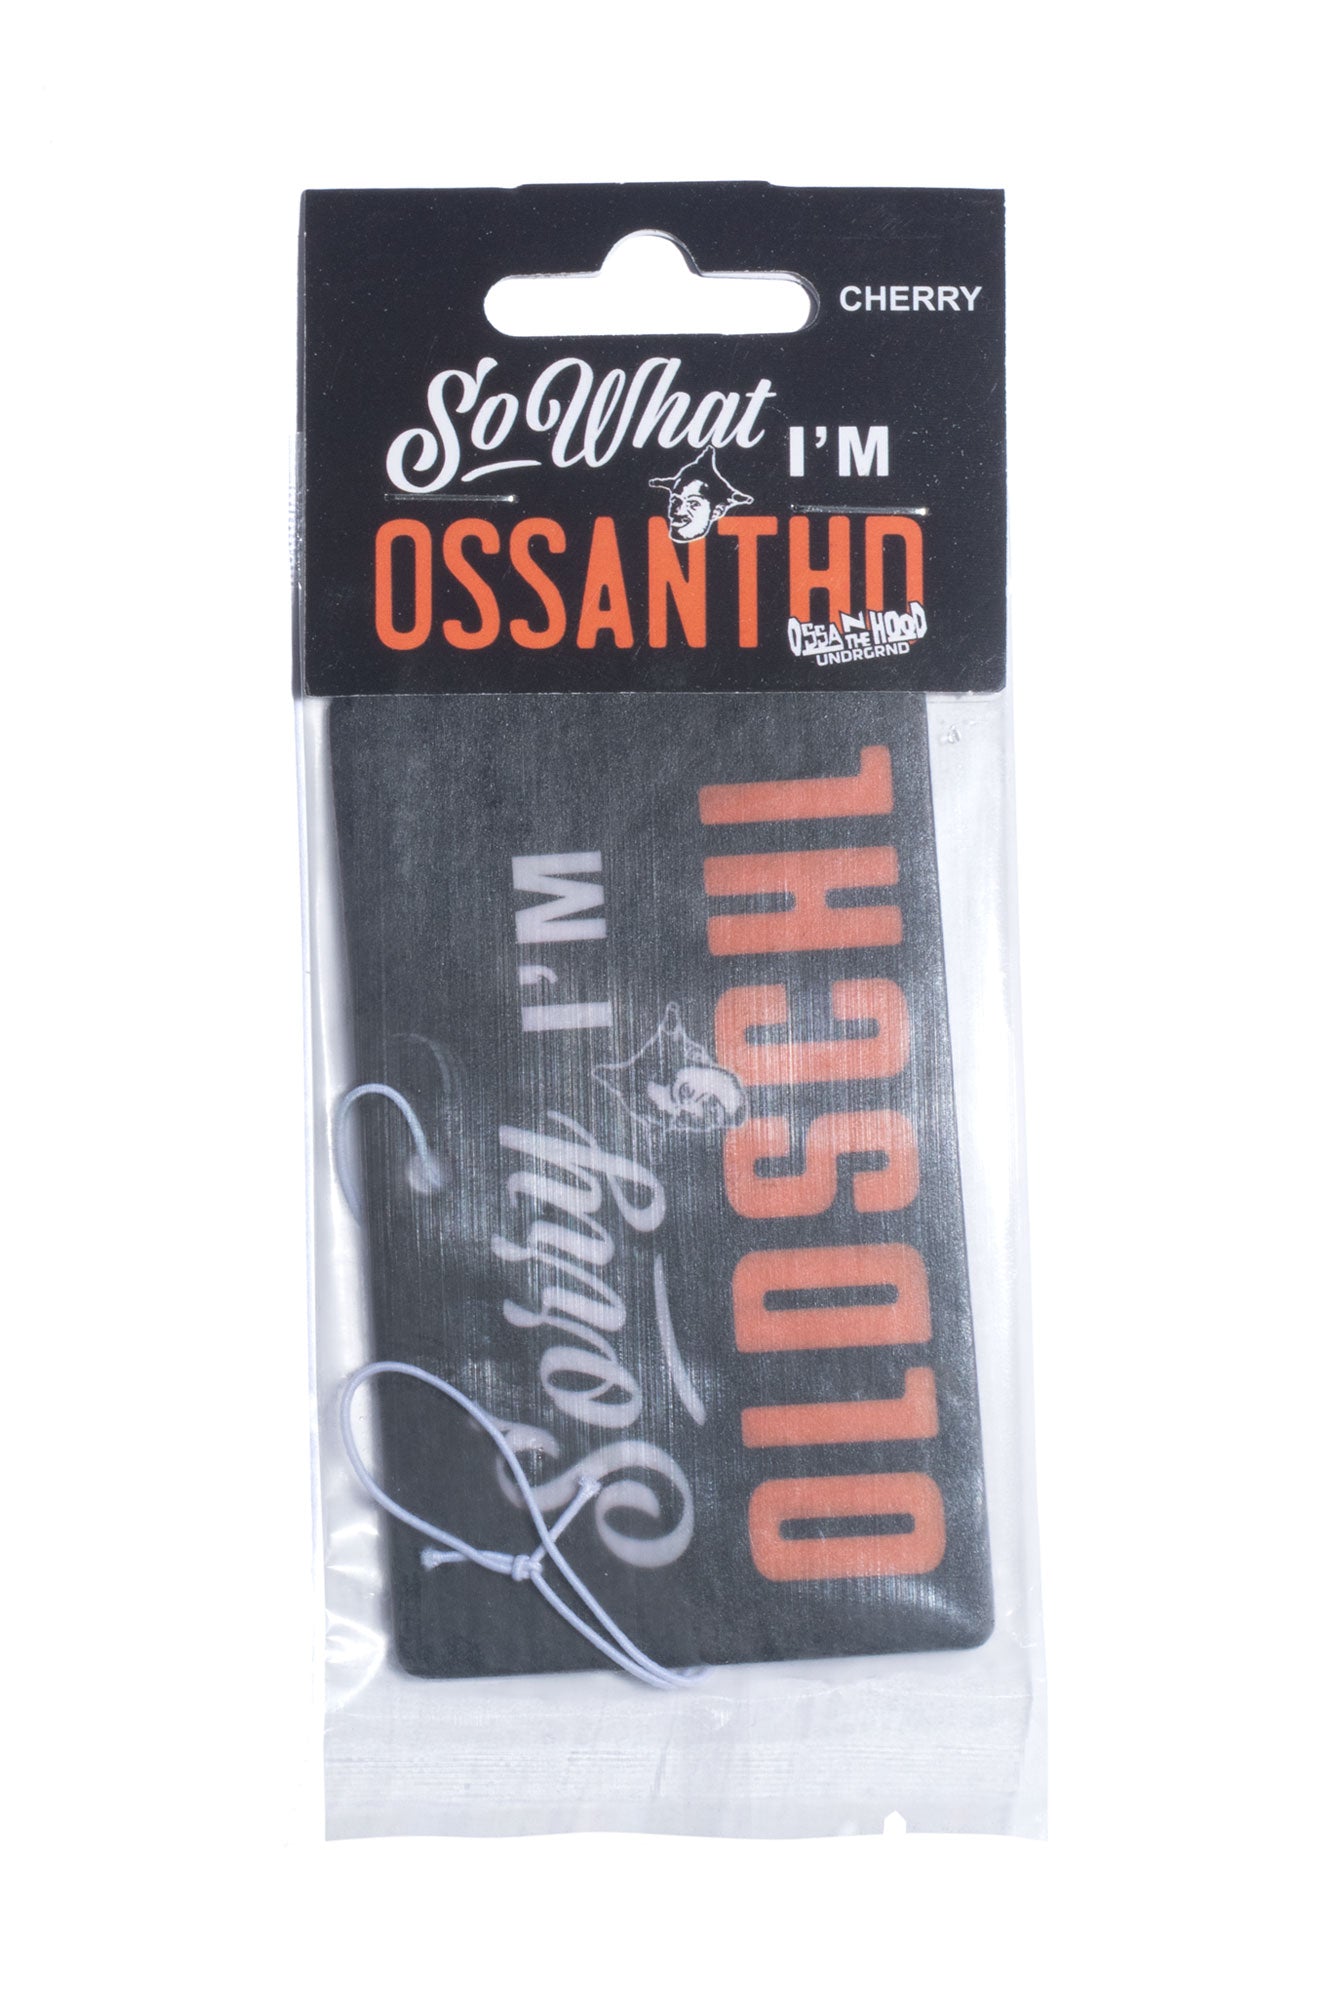 CHERRY
So What I'M
OSSANTHD
OSSA N THE HOOD
UNDRGRND
Sorry I'M
OLDSCHL